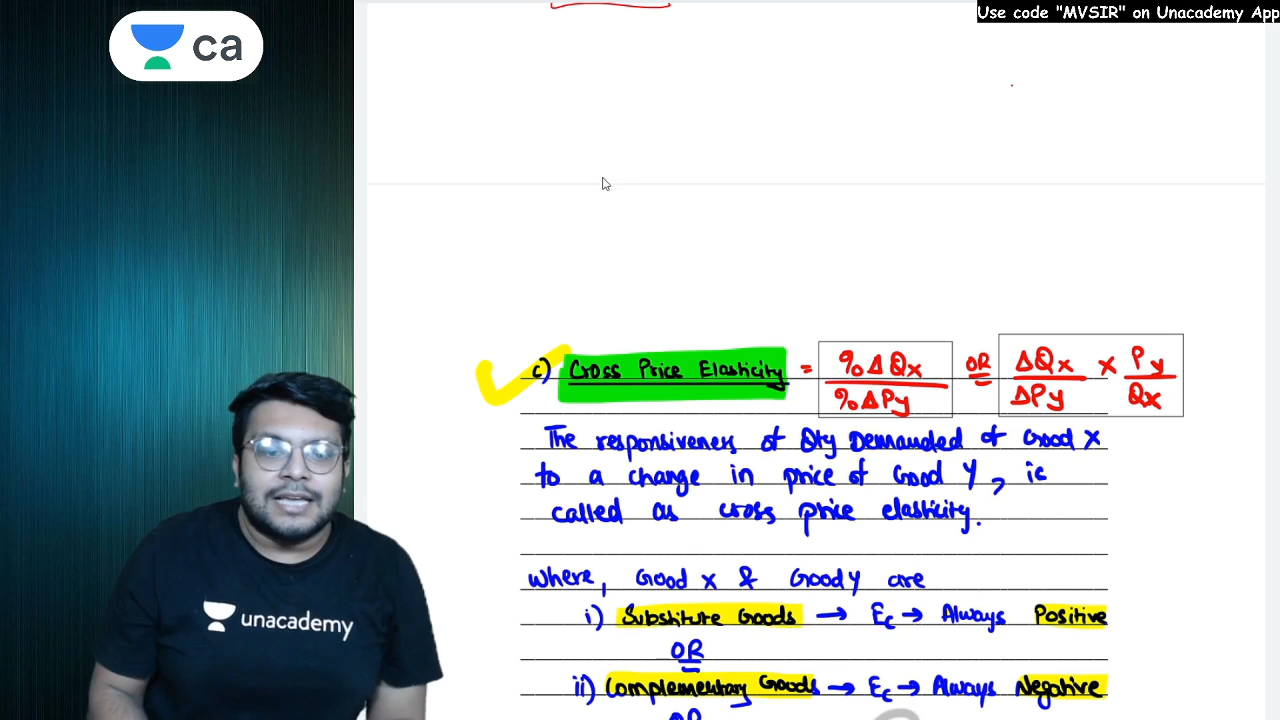 Use code "MVSIR" on Unacademy App
ca
c) Cross Price Elasticity = %ΔQx / %ΔPy OR ΔQx / ΔPy × Py / Qx
The responsiveness of Qty Demanded of Good X
to a change in price of Good Y, is
called as cross price elasticity.
where, Good x & Good y are
i) Substitute Goods → Ec → Always Positive
OR
ii) Complementary Goods → Ec → Always Negative
OR
unacademy